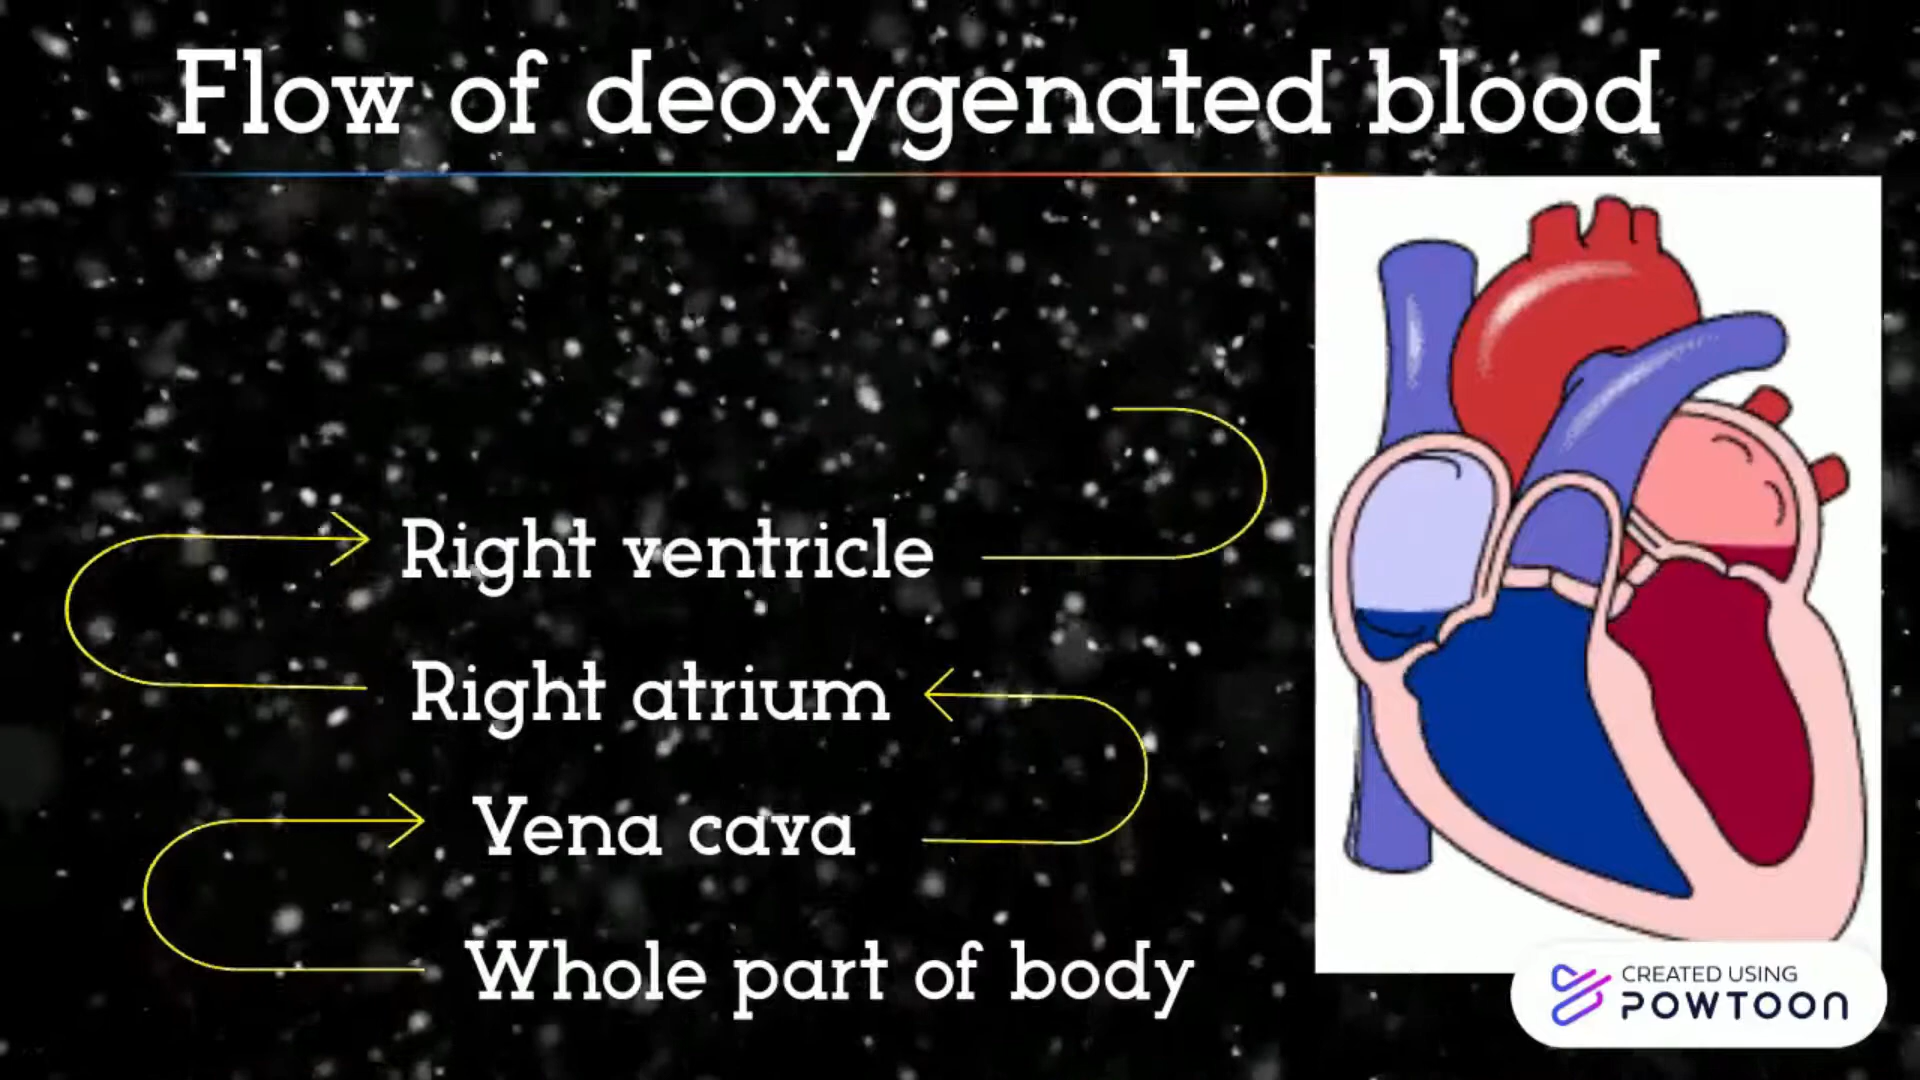 Flow of deoxygenated blood
Right ventricle
Right atrium
Vena cava
Whole part of body
CREATED USING
POWTOON